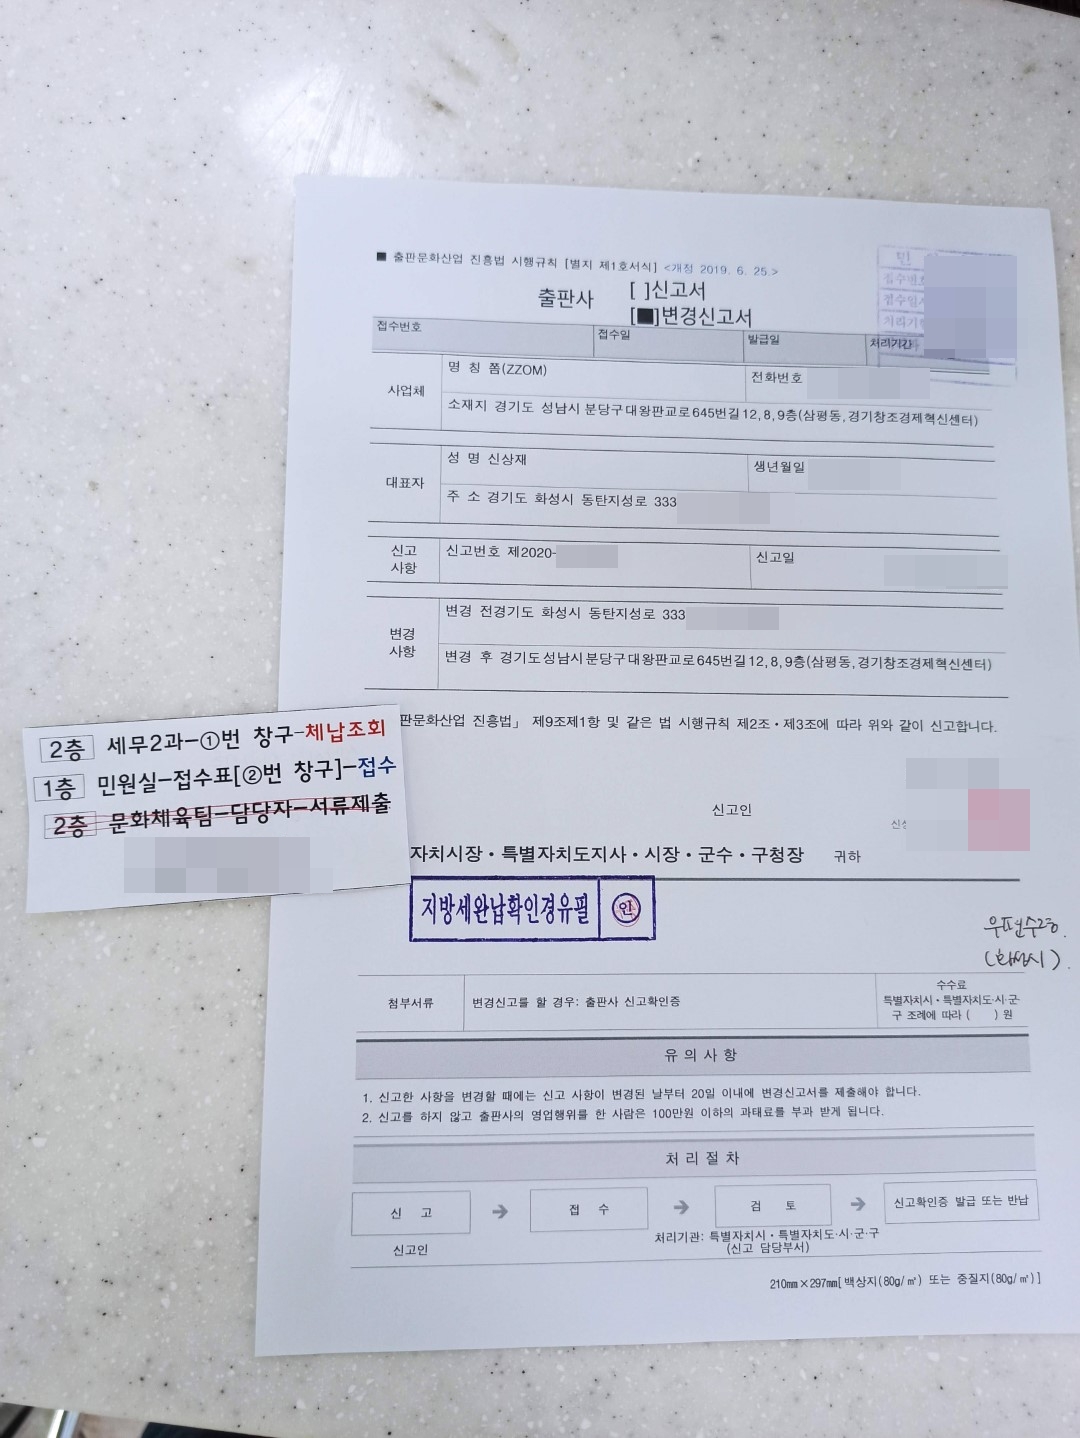 ■ 출판문화산업 진흥법 시행규칙 [별지 제1호서식] <개정 2019. 6. 25.>
출판사
[ ]신고서
[■]변경신고서
민
접수번호
접수일시
처리기
접수번호
접수일
발급일
처리기간
사업체
명 칭 쫌(ZZOM)
전화번호
소재지 경기도 성남시 분당구 대왕판교로645번길 12, 8, 9층(삼평동, 경기창조경제혁신센터)
대표자
성 명 신상재
생년월일
주 소 경기도 화성시 동탄지성로 333
신고
사항
신고번호 제2020-
신고일
변경
사항
변경 전경기도 화성시 동탄지성로 333
변경 후 경기도 성남시 분당구 대왕판교로645번길 12, 8, 9층(삼평동, 경기창조경제혁신센터)
판문화산업 진흥법」 제9조제1항 및 같은 법 시행규칙 제2조·제3조에 따라 위와 같이 신고합니다.
2층 세무2과-①번 창구-체납조회
1층 민원실-접수표[②번 창구]-접수
2층 문화체육팀-담당자-서류제출
신고인
신상
자치시장·특별자치도지사·시장·군수·구청장 귀하
지방세완납확인경유필 인
우편수령.
(화성시).
첨부서류
변경신고를 할 경우: 출판사 신고확인증
수수료
특별자치시·특별자치도·시·군·
구 조례에 따라 ( ) 원
유의사항
1. 신고한 사항을 변경할 때에는 신고 사항이 변경된 날부터 20일 이내에 변경신고서를 제출해야 합니다.
2. 신고를 하지 않고 출판사의 영업행위를 한 사람은 100만원 이하의 과태료를 부과 받게 됩니다.
처리절차
신 고 → 접 수 → 검 토 → 신고확인증 발급 또는 반납
신고인
처리기관: 특별자치시·특별자치도·시·군·구
(신고 담당부서)
210㎜×297㎜[백상지(80g/㎡) 또는 중질지(80g/㎡)]